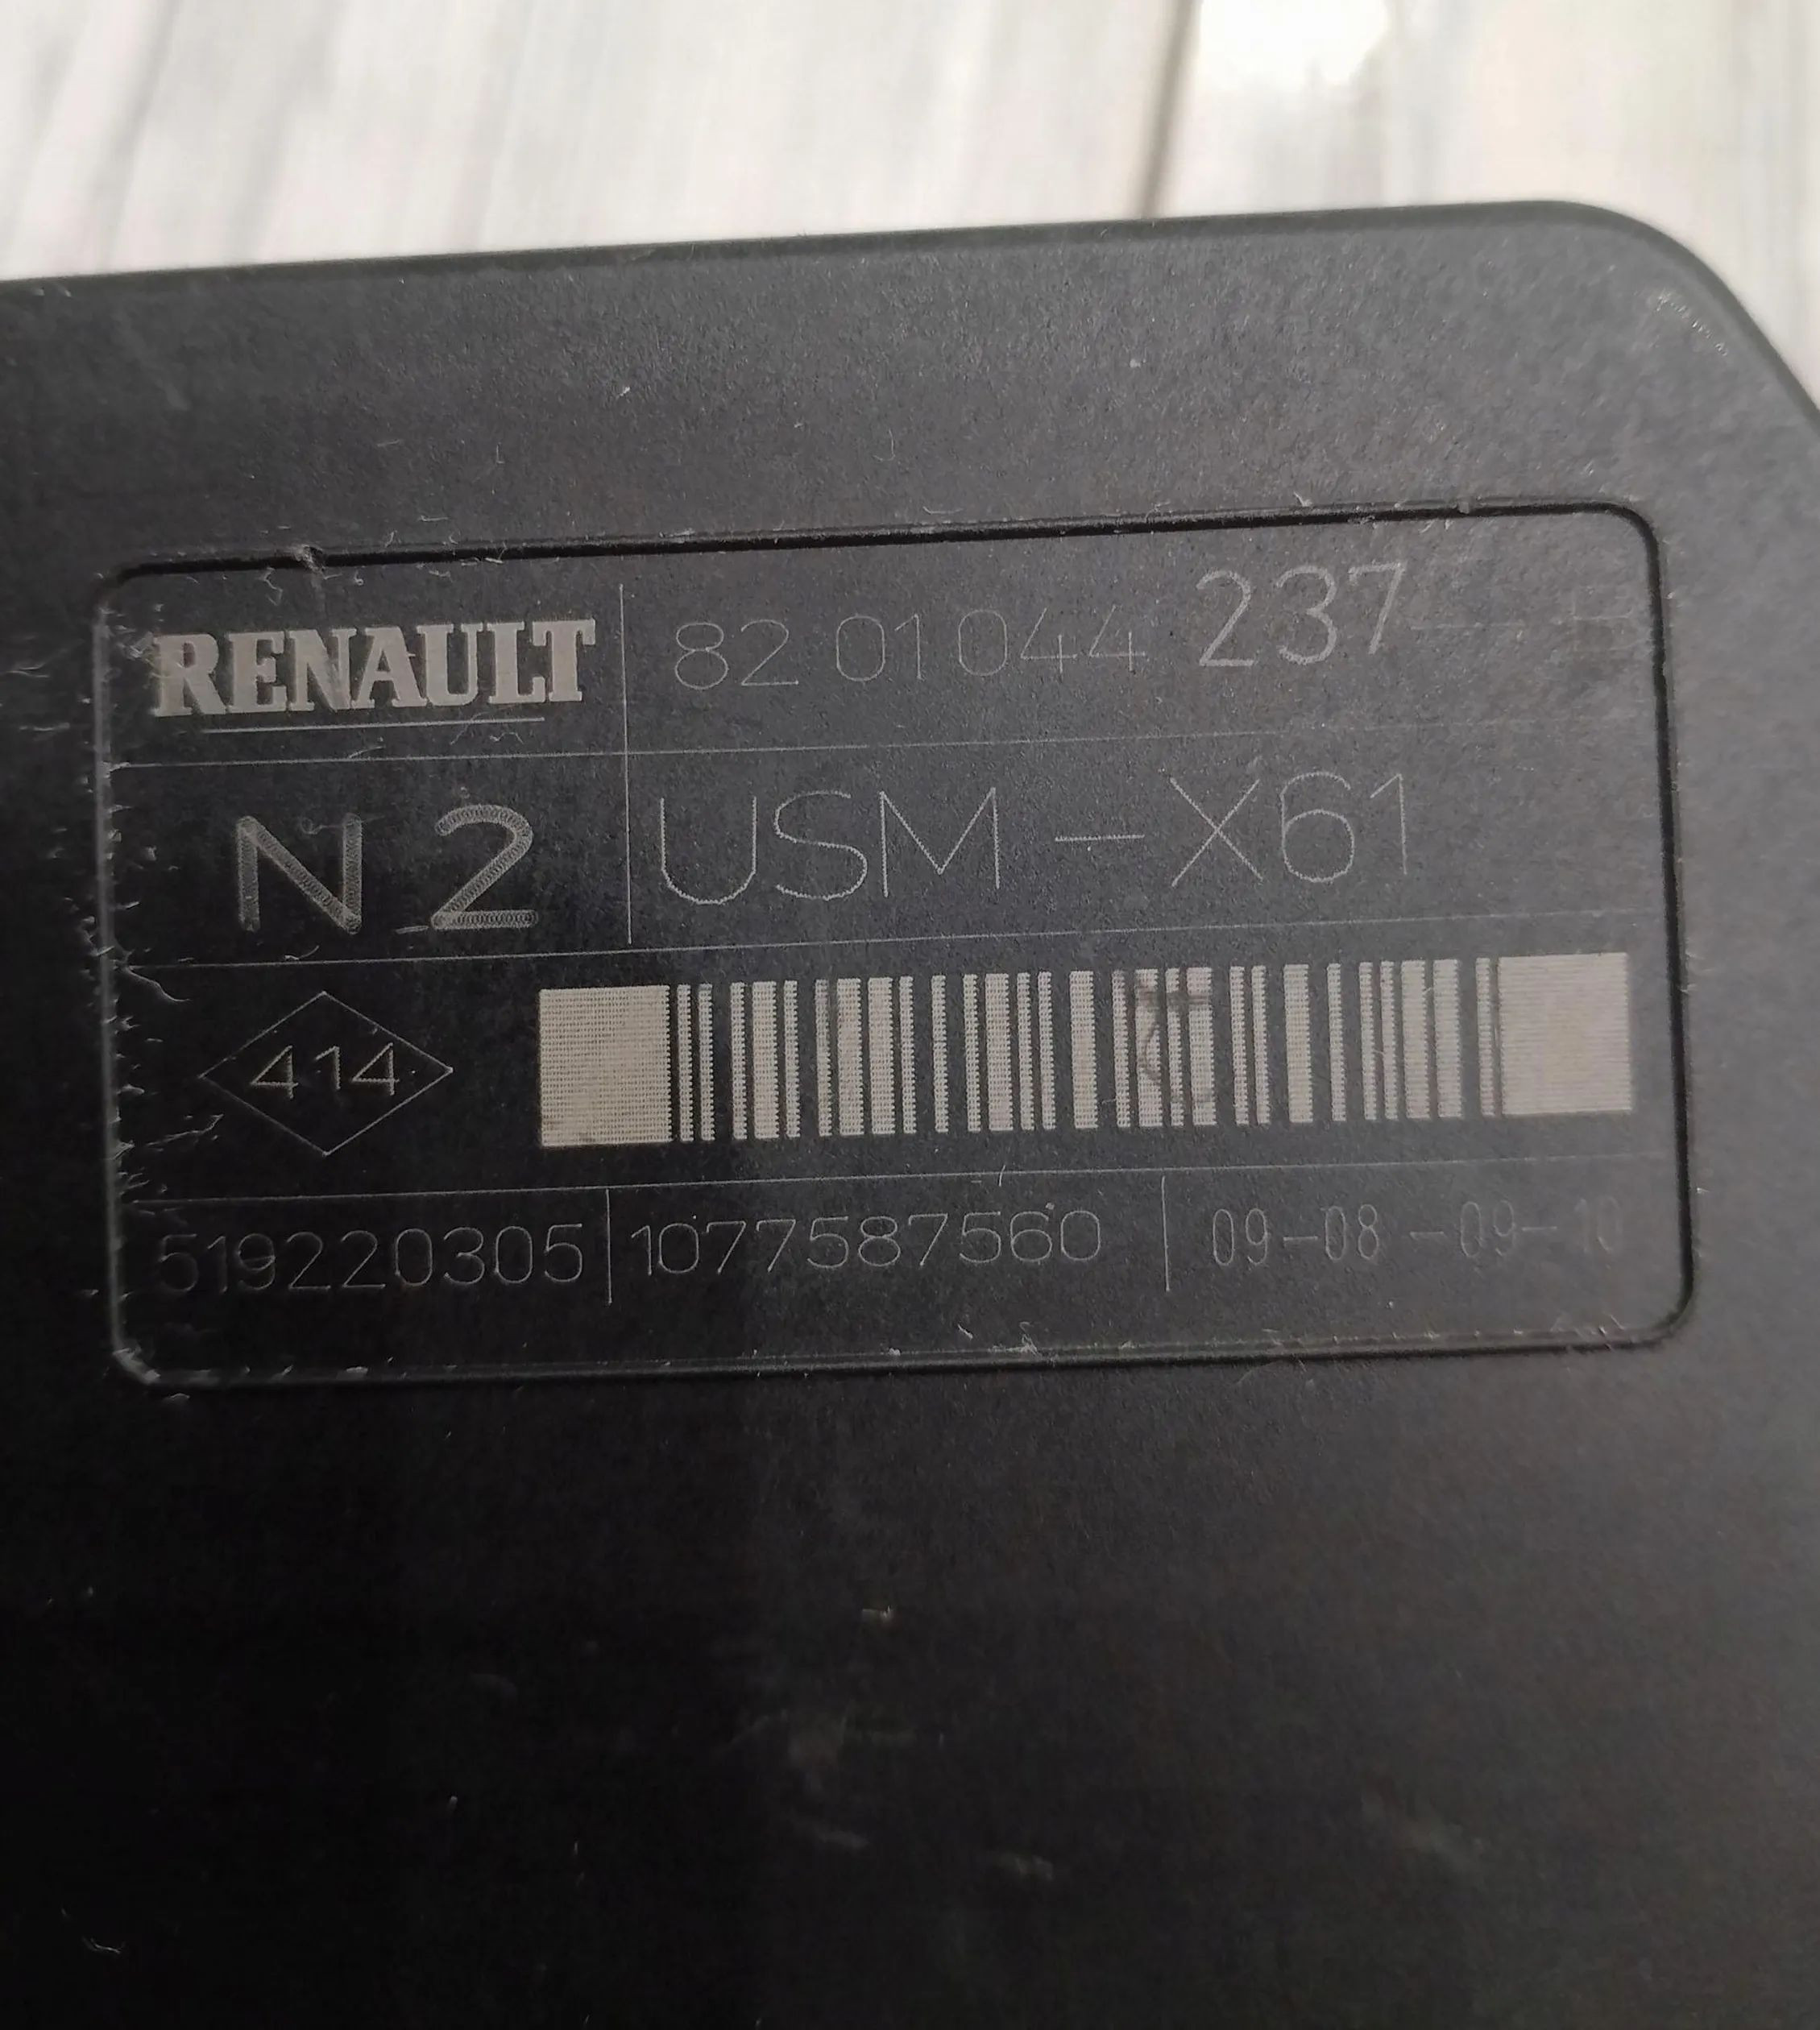 RENAULT 82 01 044 237--B
N2 USM-X61
414
519220305 1077587560 09-08-09-10